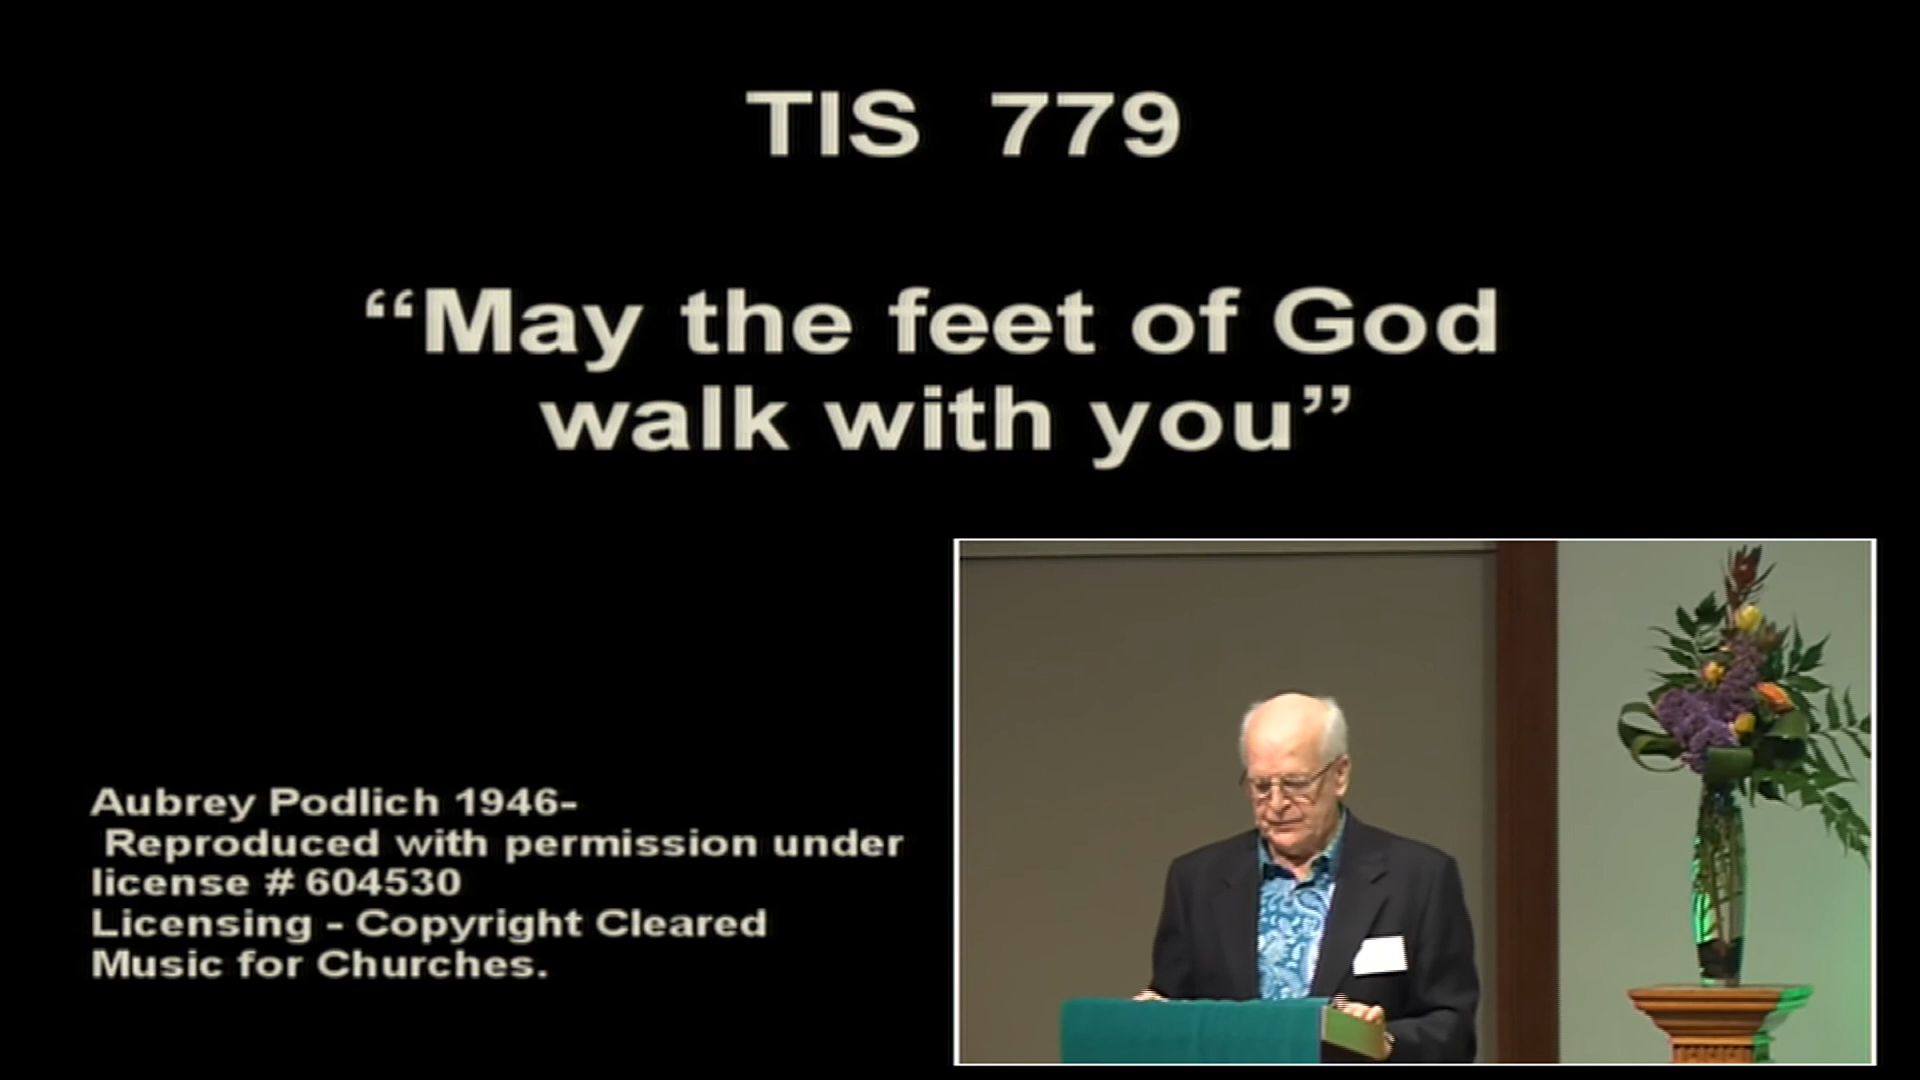 TIS 779
“May the feet of God
walk with you”
Aubrey Podlich 1946-
Reproduced with permission under
license # 604530
Licensing - Copyright Cleared
Music for Churches.